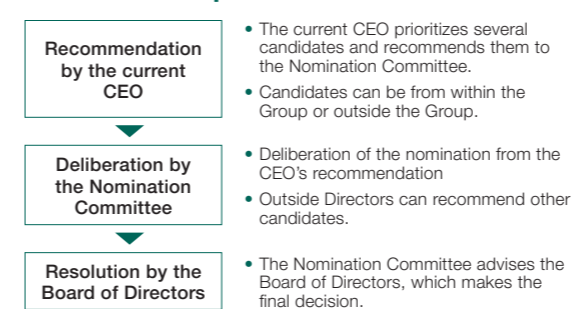 Recommendation
by the current
CEO
• The current CEO prioritizes several
candidates and recommends them to
the Nomination Committee.
• Candidates can be from within the
Group or outside the Group.
Deliberation by
the Nomination
Committee
• Deliberation of the nomination from the
CEO's recommendation
• Outside Directors can recommend other
candidates.
Resolution by the
Board of Directors
• The Nomination Committee advises the
Board of Directors, which makes the
final decision.